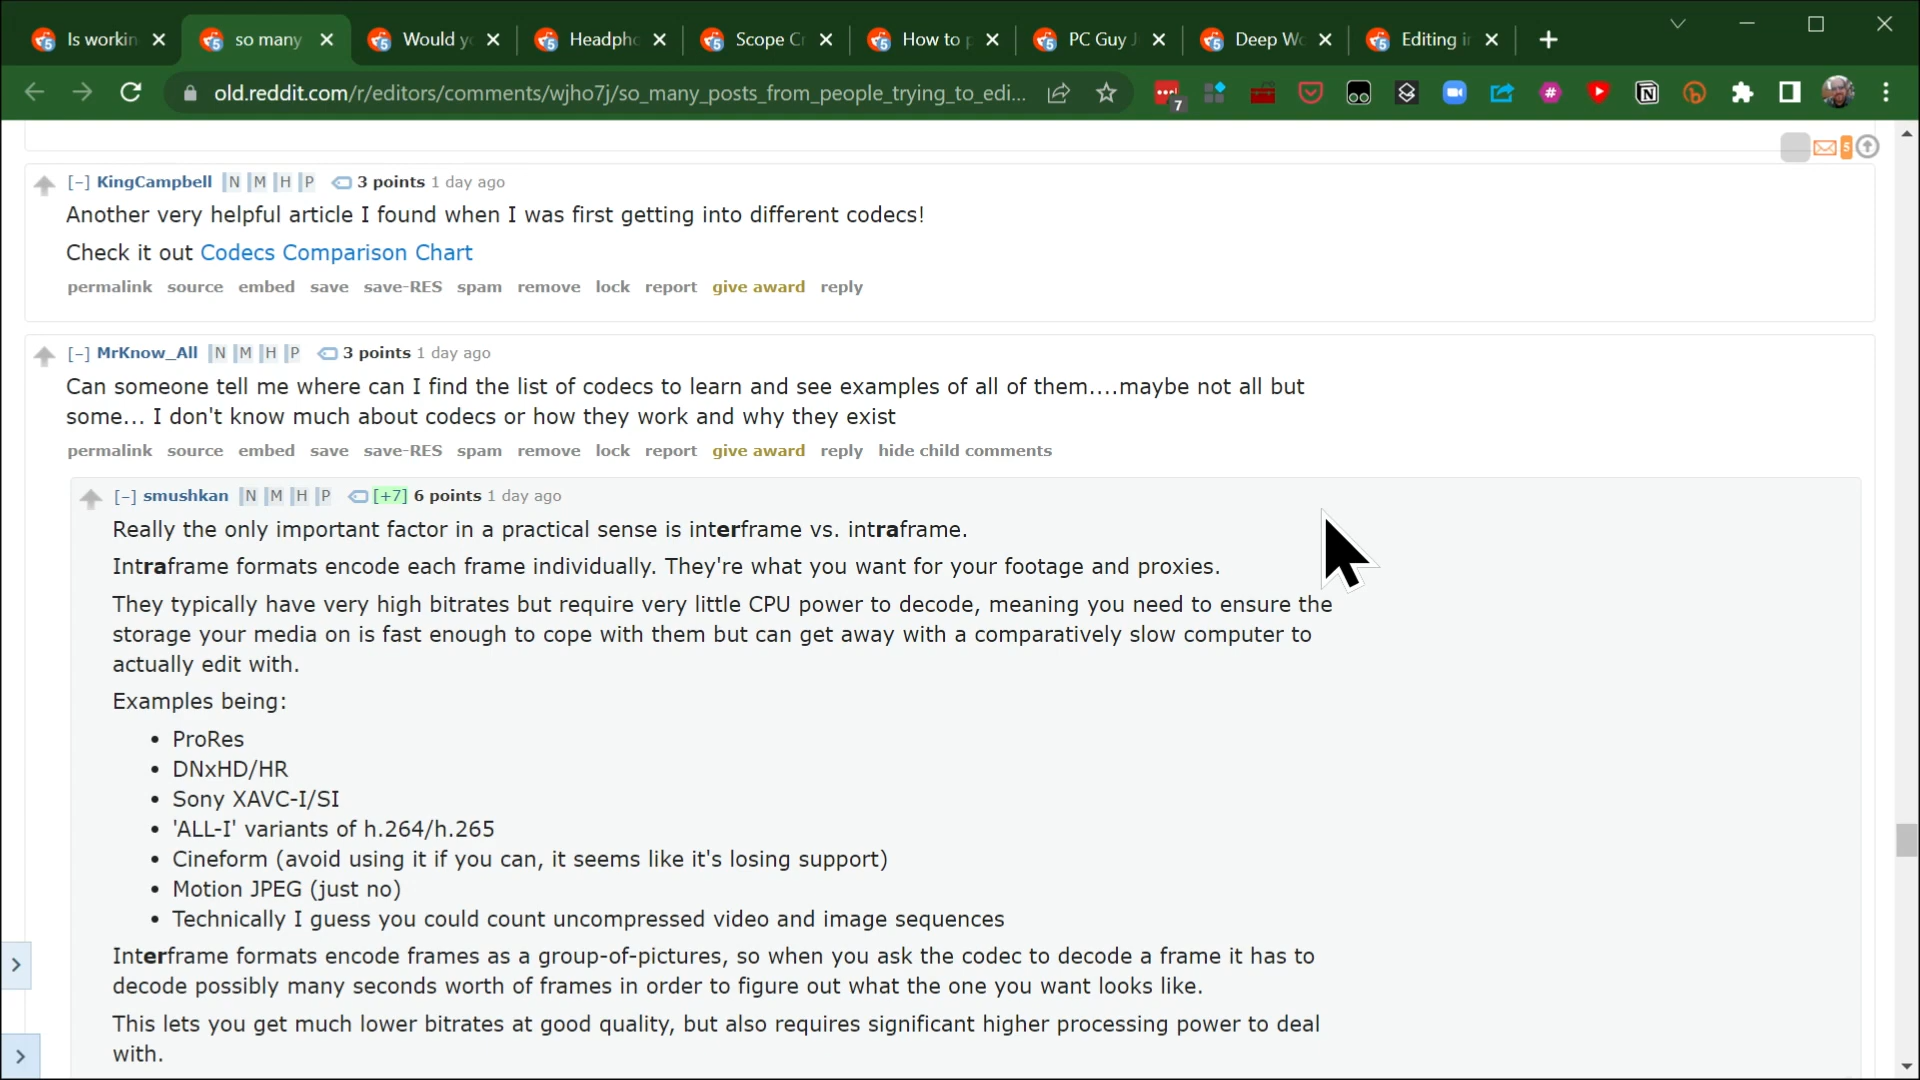 Is workin
so many
Would y
Headpho
Scope Cr
How to p
PC Guy J
Deep Wo
Editing i
old.reddit.com/r/editors/comments/wjho7j/so_many_posts_from_people_trying_to_edi...
7
5
[–] KingCampbell N M H P 3 points 1 day ago
Another very helpful article I found when I was first getting into different codecs!
Check it out Codecs Comparison Chart
permalink source embed save save-RES spam remove lock report give award reply
[–] MrKnow_All N M H P 3 points 1 day ago
Can someone tell me where can I find the list of codecs to learn and see examples of all of them....maybe not all but
some... I don't know much about codecs or how they work and why they exist
permalink source embed save save-RES spam remove lock report give award reply hide child comments
[–] smushkan N M H P [+7] 6 points 1 day ago
Really the only important factor in a practical sense is interframe vs. intraframe.
Intraframe formats encode each frame individually. They're what you want for your footage and proxies.
They typically have very high bitrates but require very little CPU power to decode, meaning you need to ensure the
storage your media on is fast enough to cope with them but can get away with a comparatively slow computer to
actually edit with.
Examples being:
• ProRes
• DNxHD/HR
• Sony XAVC-I/SI
• 'ALL-I' variants of h.264/h.265
• Cineform (avoid using it if you can, it seems like it's losing support)
• Motion JPEG (just no)
• Technically I guess you could count uncompressed video and image sequences
Interframe formats encode frames as a group-of-pictures, so when you ask the codec to decode a frame it has to
decode possibly many seconds worth of frames in order to figure out what the one you want looks like.
This lets you get much lower bitrates at good quality, but also requires significant higher processing power to deal
with.